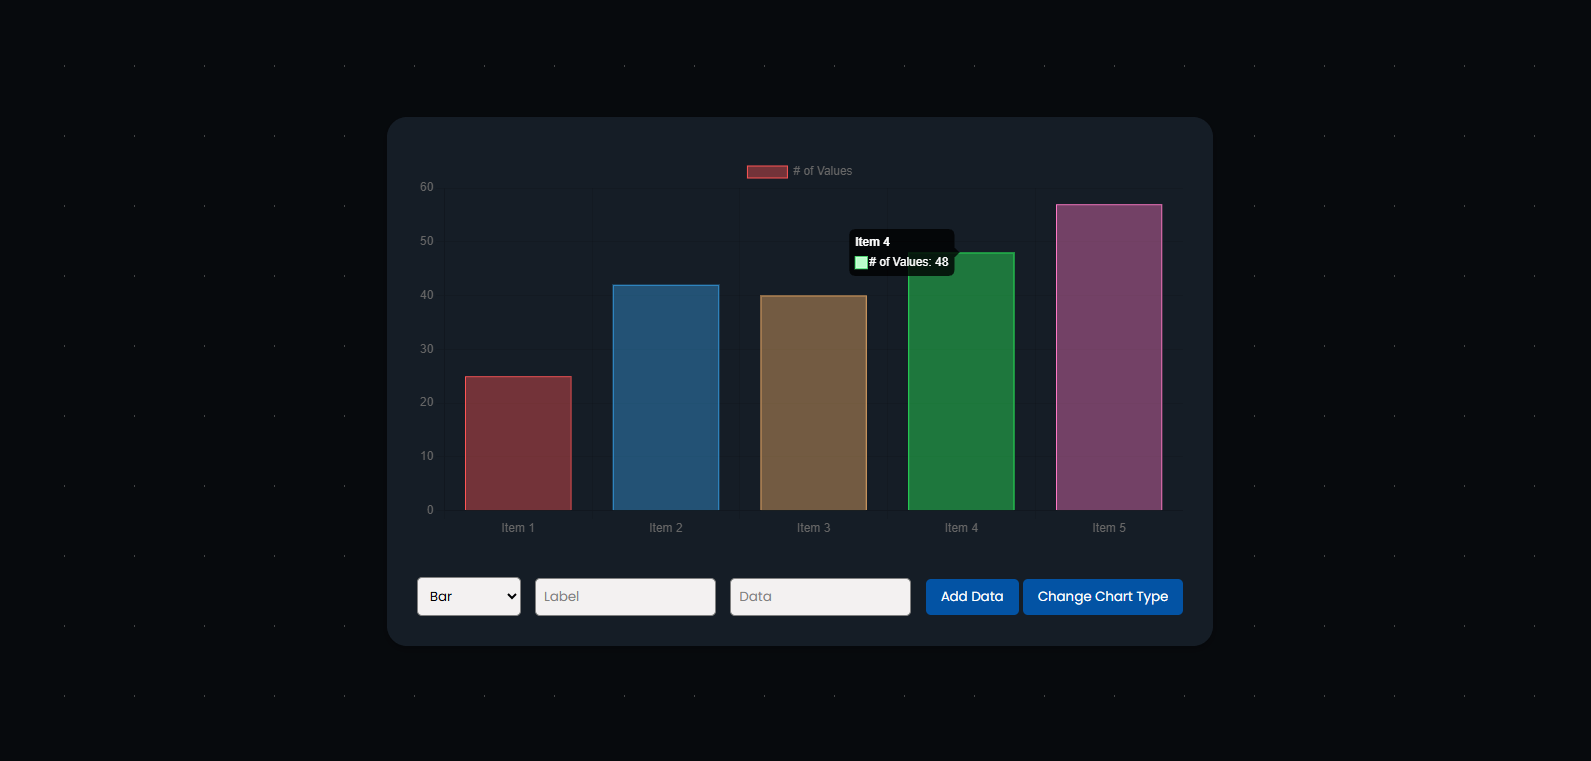 # of Values
60
50
40
30
20
10
0
Item 4
# of Values: 48
Item 1 Item 2 Item 3 Item 4 Item 5
Bar Label Data Add Data Change Chart Type